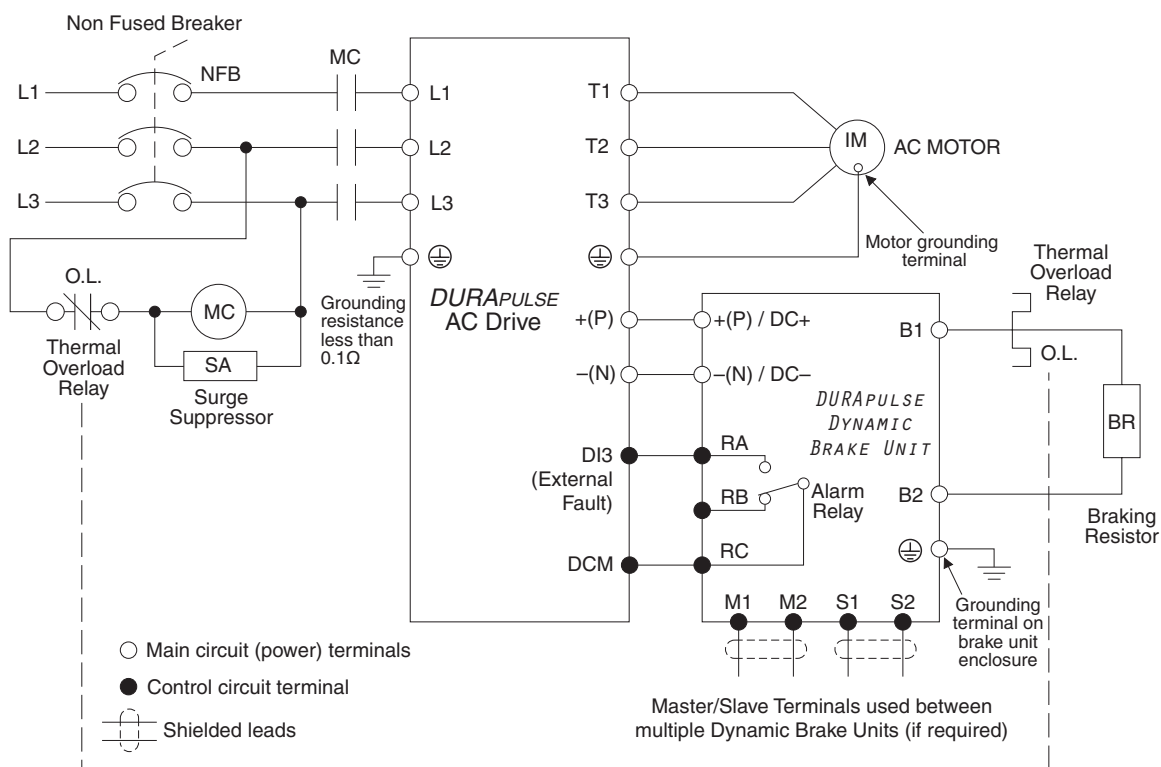 Non Fused Breaker
NFB
MC
L1
L2
L3
L1
L2
L3
T1
T2
T3
IM
AC MOTOR
Motor grounding
terminal
O.L.
MC
SA
Thermal
Overload
Relay
Surge
Suppressor
Grounding
resistance
less than
0.1Ω
DURAPULSE
AC Drive
+(P)
–(N)
DI3
(External
Fault)
DCM
+(P) / DC+
–(N) / DC–
RA
RB
RC
Alarm
Relay
DURAPULSE
DYNAMIC
BRAKE UNIT
B1
B2
Thermal
Overload
Relay
O.L.
BR
Braking
Resistor
Grounding
terminal on
brake unit
enclosure
M1
M2
S1
S2
Master/Slave Terminals used between
multiple Dynamic Brake Units (if required)
Main circuit (power) terminals
Control circuit terminal
Shielded leads